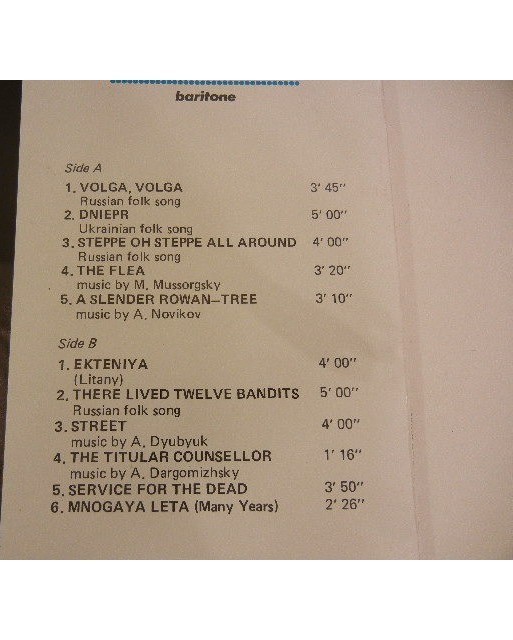 baritone
Side A
1. VOLGA, VOLGA 3' 45"
Russian folk song
2. DNIEPR 5' 00"
Ukrainian folk song
3. STEPPE OH STEPPE ALL AROUND 4' 00"
Russian folk song
4. THE FLEA 3' 20"
music by M. Mussorgsky
5. A SLENDER ROWAN-TREE 3' 10"
music by A. Novikov
Side B
1. EKTENIYA 4' 00"
(Litany)
2. THERE LIVED TWELVE BANDITS 5' 00"
Russian folk song
3. STREET 4' 00"
music by A. Dyubyuk
4. THE TITULAR COUNSELLOR 1' 16"
music by A. Dargomizhsky
5. SERVICE FOR THE DEAD 3' 50"
6. MNOGAYA LETA (Many Years) 2' 26"